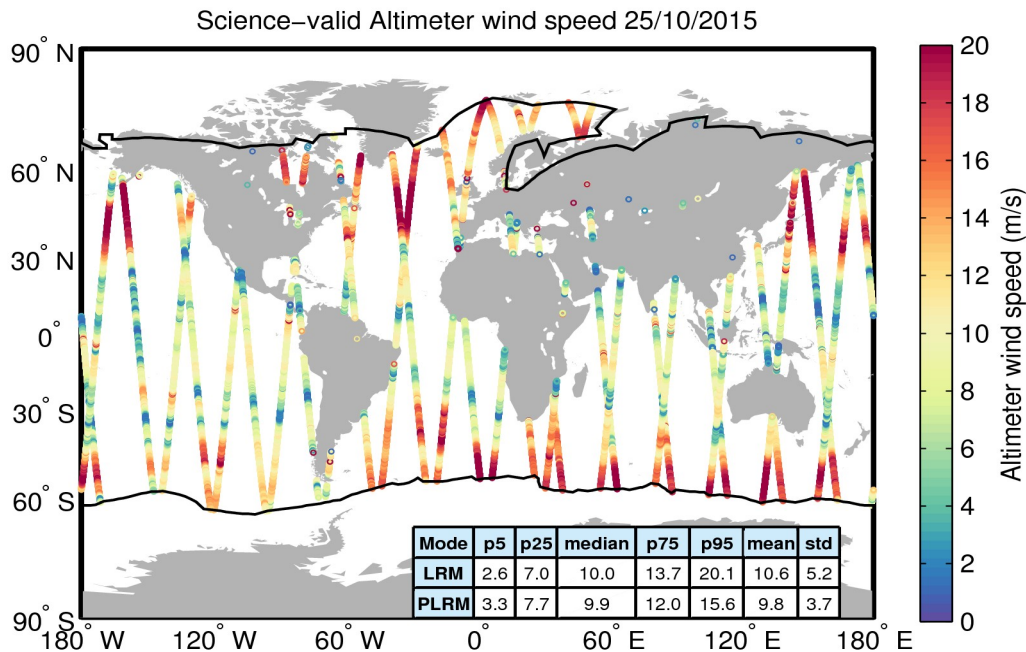 Science−valid Altimeter wind speed 25/10/2015
90° N
60° N
30° N
0°
30° S
60° S
90° S
180° W
120° W
60° W
0°
60° E
120° E
180° E
Mode p5 p25 median p75 p95 mean std
LRM 2.6 7.0 10.0 13.7 20.1 10.6 5.2
PLRM 3.3 7.7 9.9 12.0 15.6 9.8 3.7
20
18
16
14
12
10
8
6
4
2
0
Altimeter wind speed (m/s)